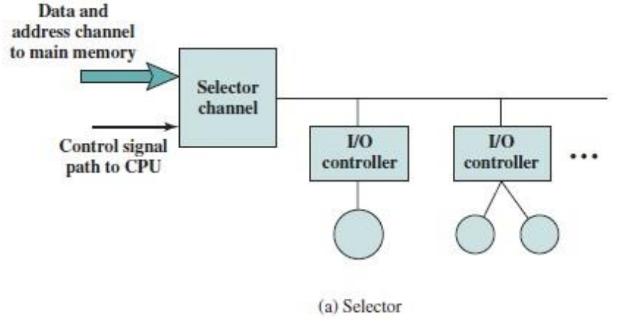 Data and
address channel
to main memory
Selector
channel
Control signal
path to CPU
I/O
controller
I/O
controller
...
(a) Selector